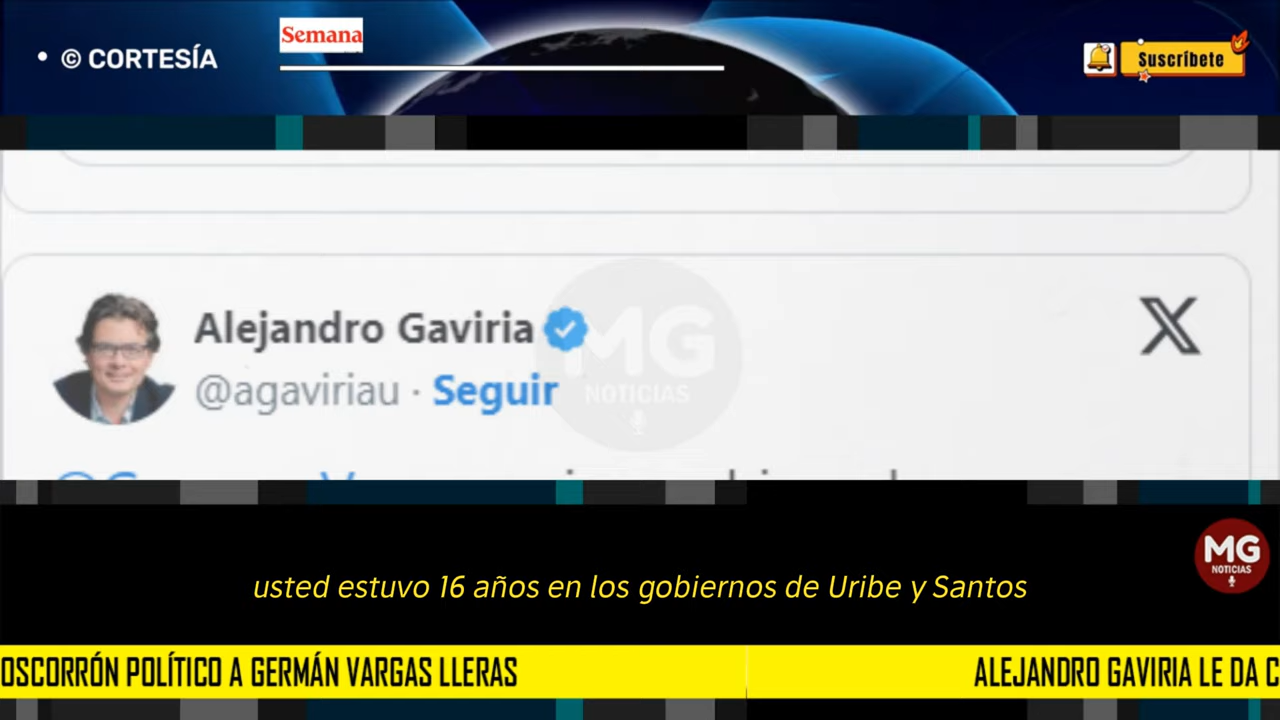 Semana
• © CORTESÍA
Suscríbete
Alejandro Gaviria
@agaviriau · Seguir
MG
NOTICIAS
usted estuvo 16 años en los gobiernos de Uribe y Santos
MG
NOTICIAS
OSCORRÓN POLÍTICO A GERMÁN VARGAS LLERAS
ALEJANDRO GAVIRIA LE DA C